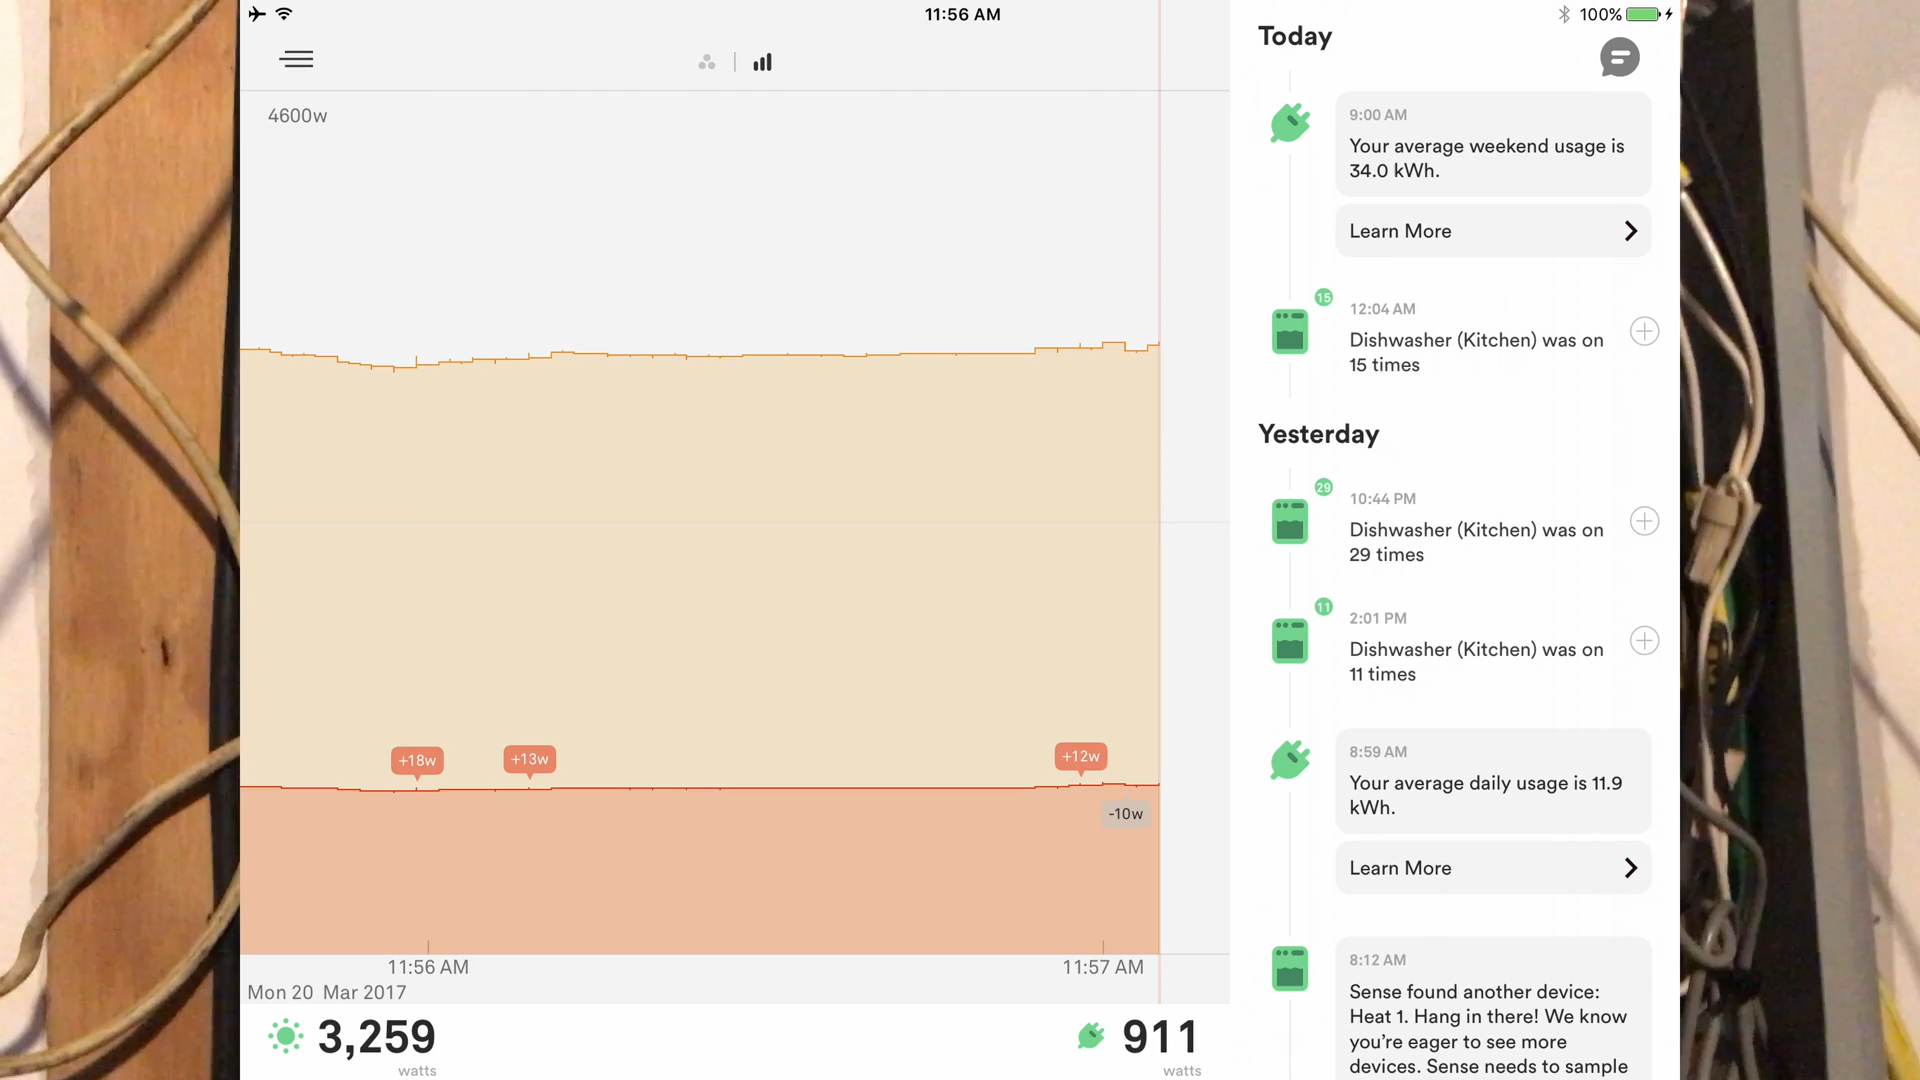 11:56 AM
100%
4600w
+18w
+13w
+12w
-10w
11:56 AM
11:57 AM
Mon 20 Mar 2017
3,259
watts
911
watts
Today
9:00 AM
Your average weekend usage is
34.0 kWh.
Learn More
15
12:04 AM
Dishwasher (Kitchen) was on
15 times
Yesterday
29
10:44 PM
Dishwasher (Kitchen) was on
29 times
11
2:01 PM
Dishwasher (Kitchen) was on
11 times
8:59 AM
Your average daily usage is 11.9
kWh.
Learn More
8:12 AM
Sense found another device:
Heat 1. Hang in there! We know
you're eager to see more
devices. Sense needs to sample